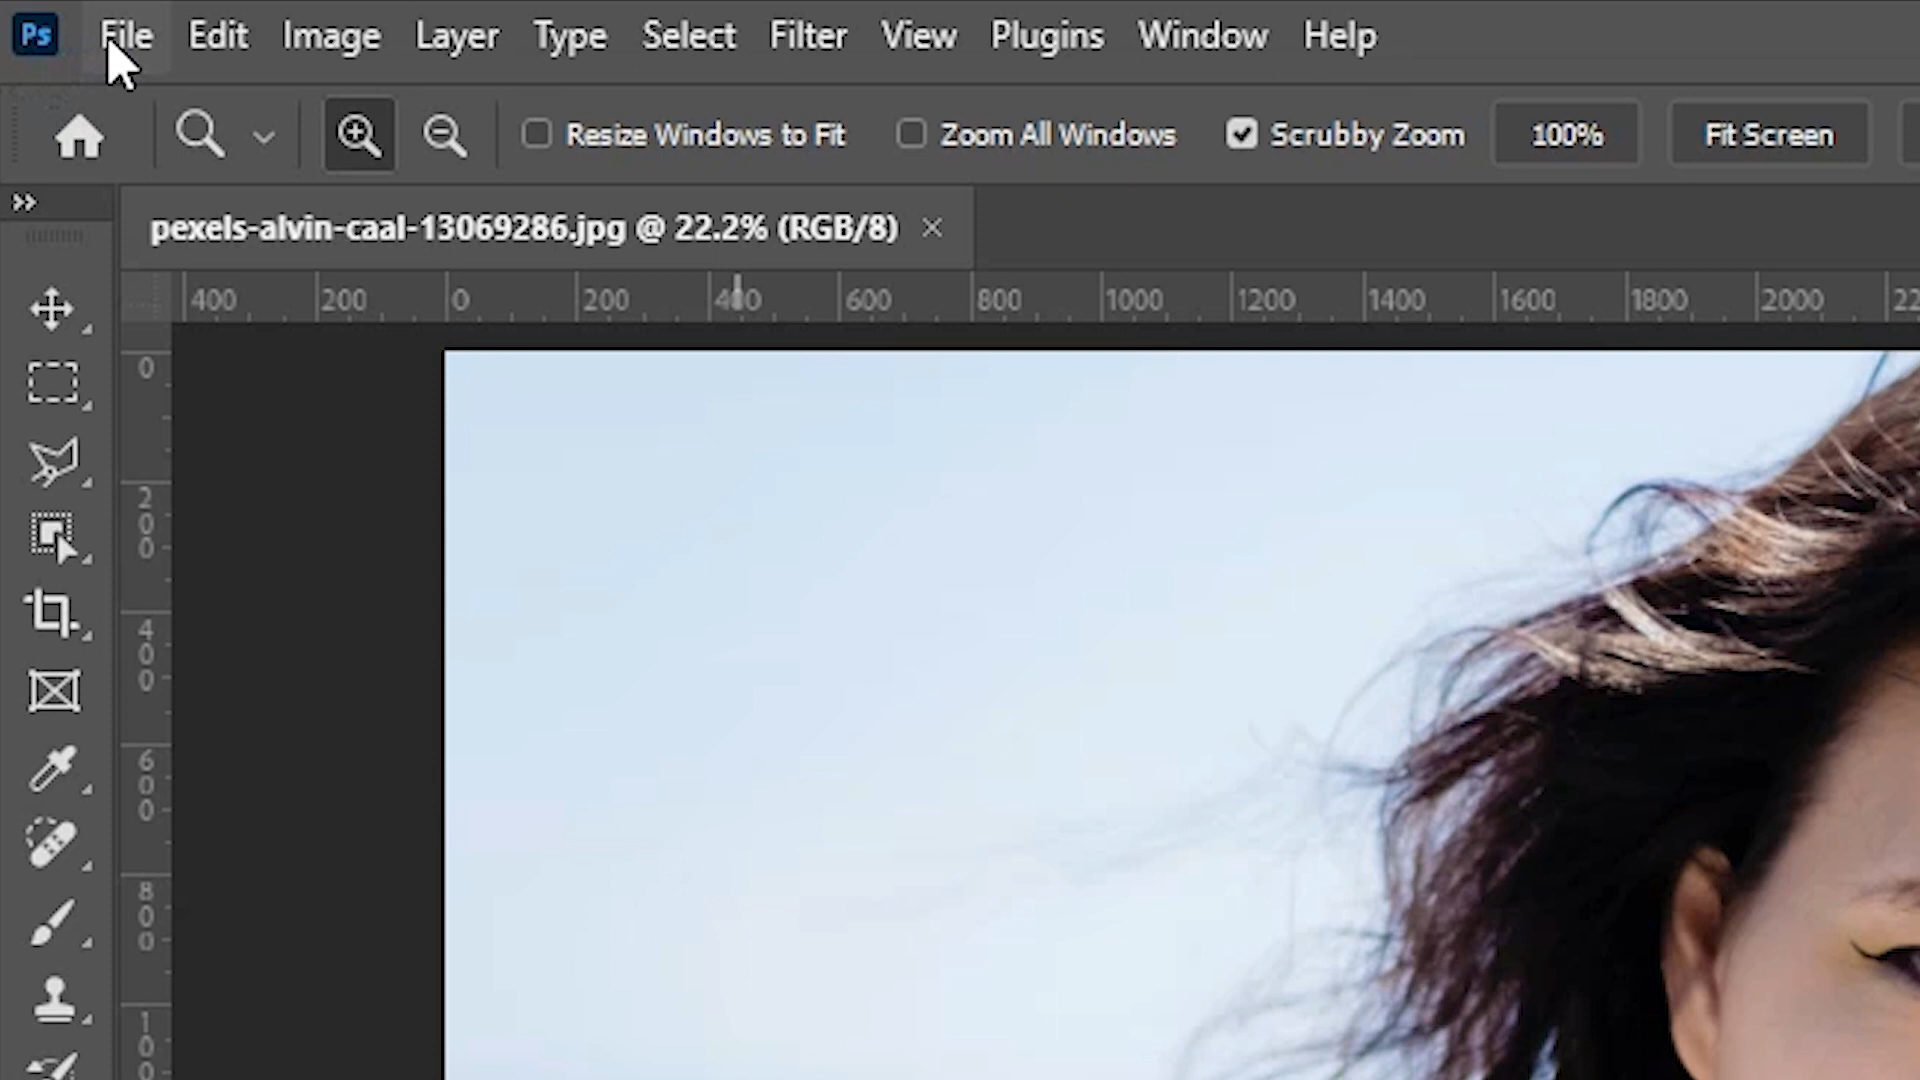 Ps File Edit Image Layer Type Select Filter View Plugins Window Help
Resize Windows to Fit Zoom All Windows Scrubby Zoom 100% Fit Screen
pexels-alvin-caal-13069286.jpg @ 22.2% (RGB/8)
400 200 0 200 400 600 800 1000 1200 1400 1600 1800 2000
0
200
400
600
800